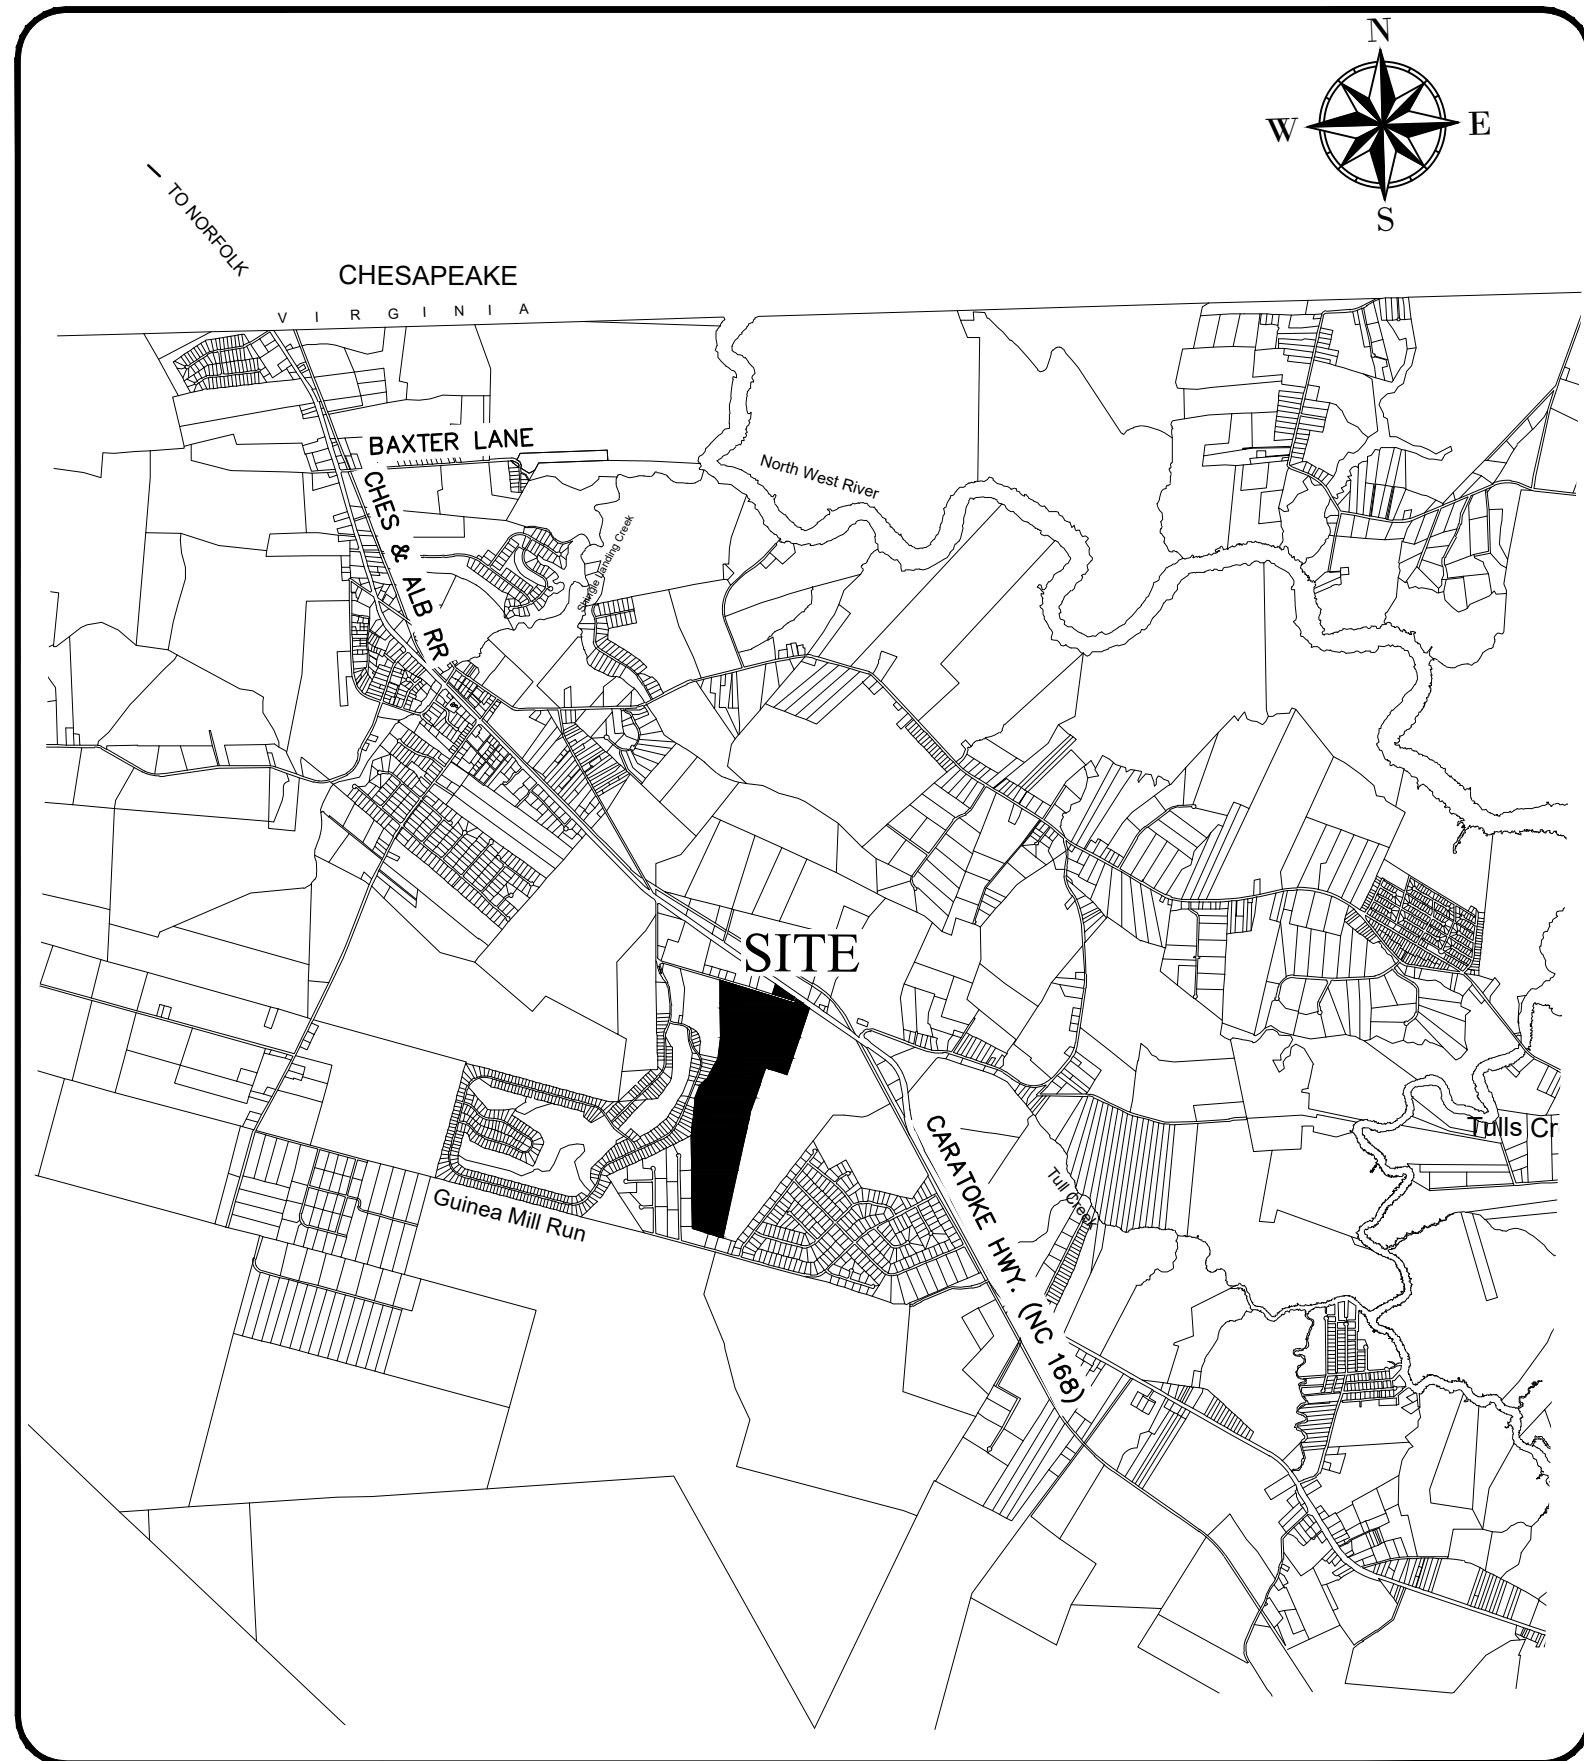 N
W E
S
TO NORFOLK
CHESAPEAKE
VIRGINIA
BAXTER LANE
North West River
CHES & ALB RR
Shingle Landing Creek
SITE
CARATOKE HWY. (NC 168)
Tulls Cr
Tull Creek
Guinea Mill Run